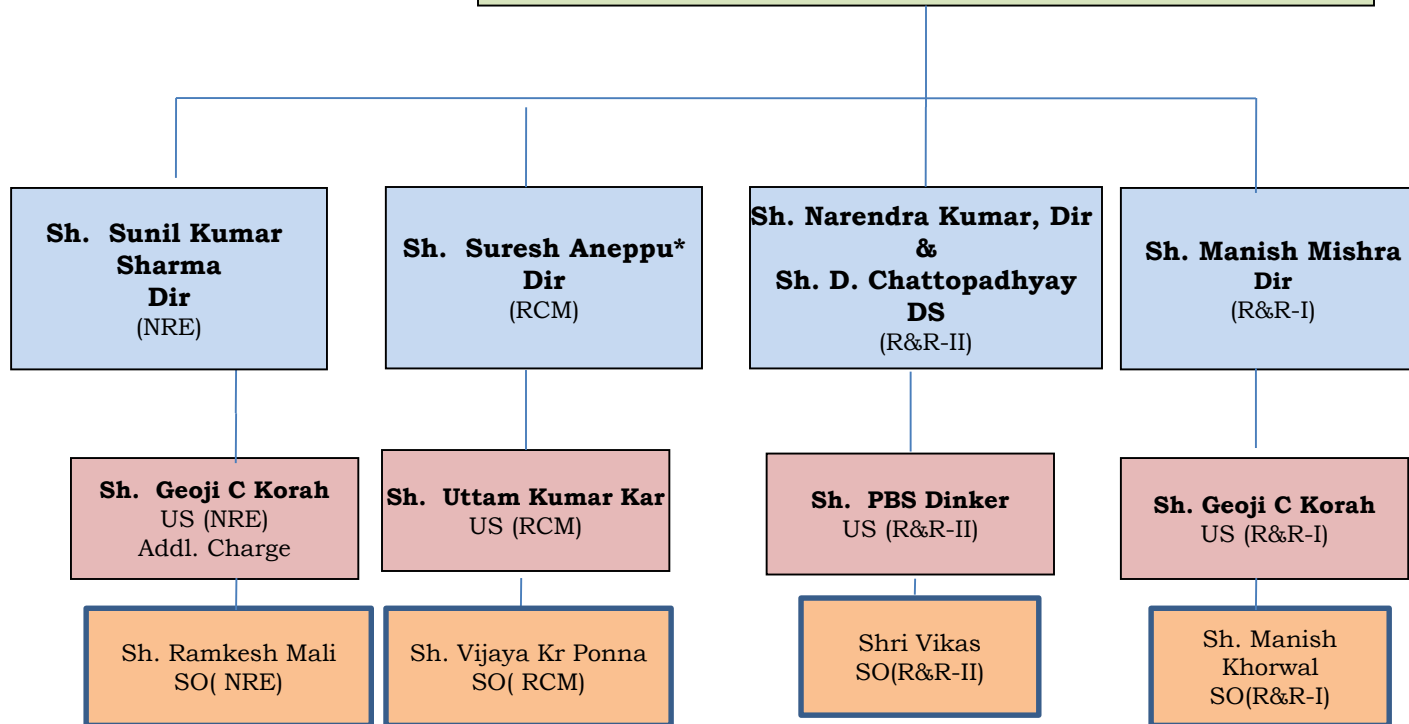 Sh. Sunil Kumar
Sharma
Dir
(NRE)
Sh. Suresh Aneppu*
Dir
(RCM)
Sh. Narendra Kumar, Dir
&
Sh. D. Chattopadhyay
DS
(R&R-II)
Sh. Manish Mishra
Dir
(R&R-I)
Sh. Geoji C Korah
US (NRE)
Addl. Charge
Sh. Uttam Kumar Kar
US (RCM)
Sh. PBS Dinker
US (R&R-II)
Sh. Geoji C Korah
US (R&R-I)
Sh. Ramkesh Mali
SO( NRE)
Sh. Vijaya Kr Ponna
SO( RCM)
Shri Vikas
SO(R&R-II)
Sh. Manish
Khorwal
SO(R&R-I)